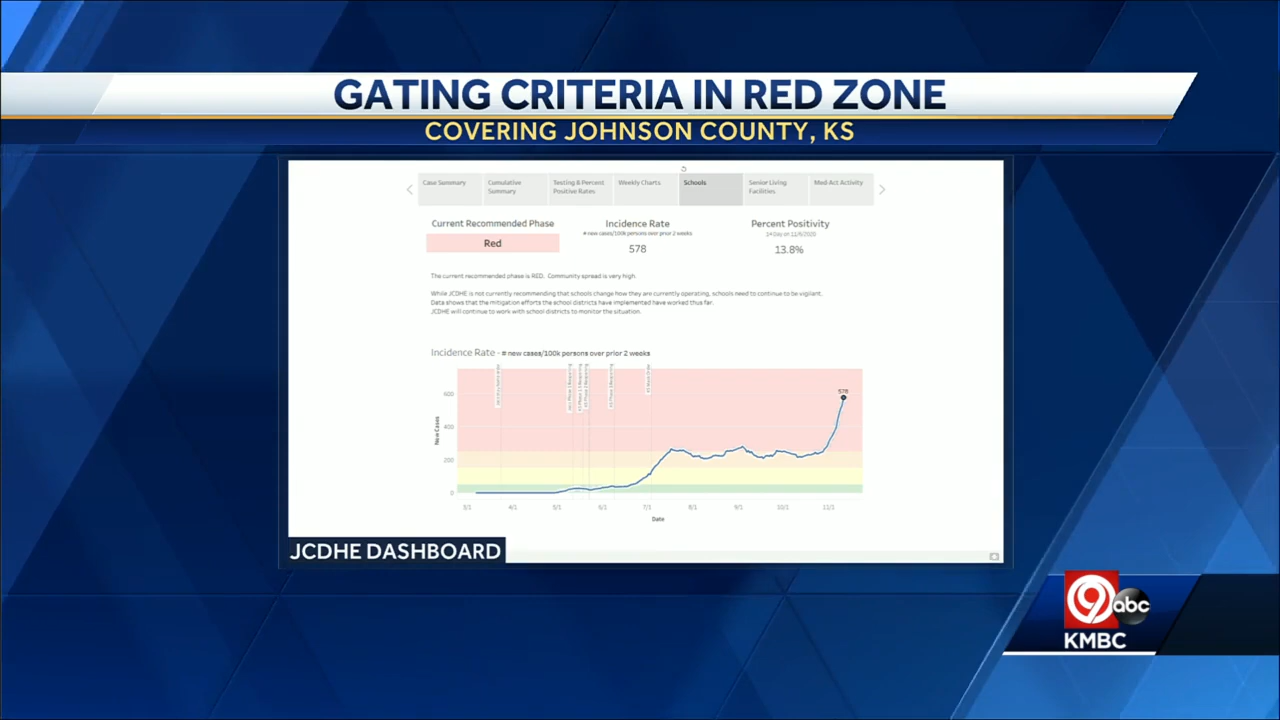 GATING CRITERIA IN RED ZONE
COVERING JOHNSON COUNTY, KS
Case Summary
Cumulative
Summary
Testing & Percent
Positive Rates
Weekly Charts
Schools
Senior Living
Facilities
Med-Act Activity
Current Recommended Phase
Red
Incidence Rate
# new cases/100k persons over prior 2 weeks
578
Percent Positivity
13.8%
The current recommended phase is RED. Community spread is very high.
While JCDHE is not currently recommending that schools change how they are currently operating, schools need to continue to be vigilant.
Data shows that the mitigation efforts the school districts have implemented have worked thus far.
JCDHE will continue to work with school districts to monitor the situation.
Incidence Rate - # new cases/100k persons over prior 2 weeks
578
600
400
200
0
New Cases
3/1 4/1 5/1 6/1 7/1 8/1 9/1 10/1 11/1
Date
JCDHE DASHBOARD
9 abc
KMBC